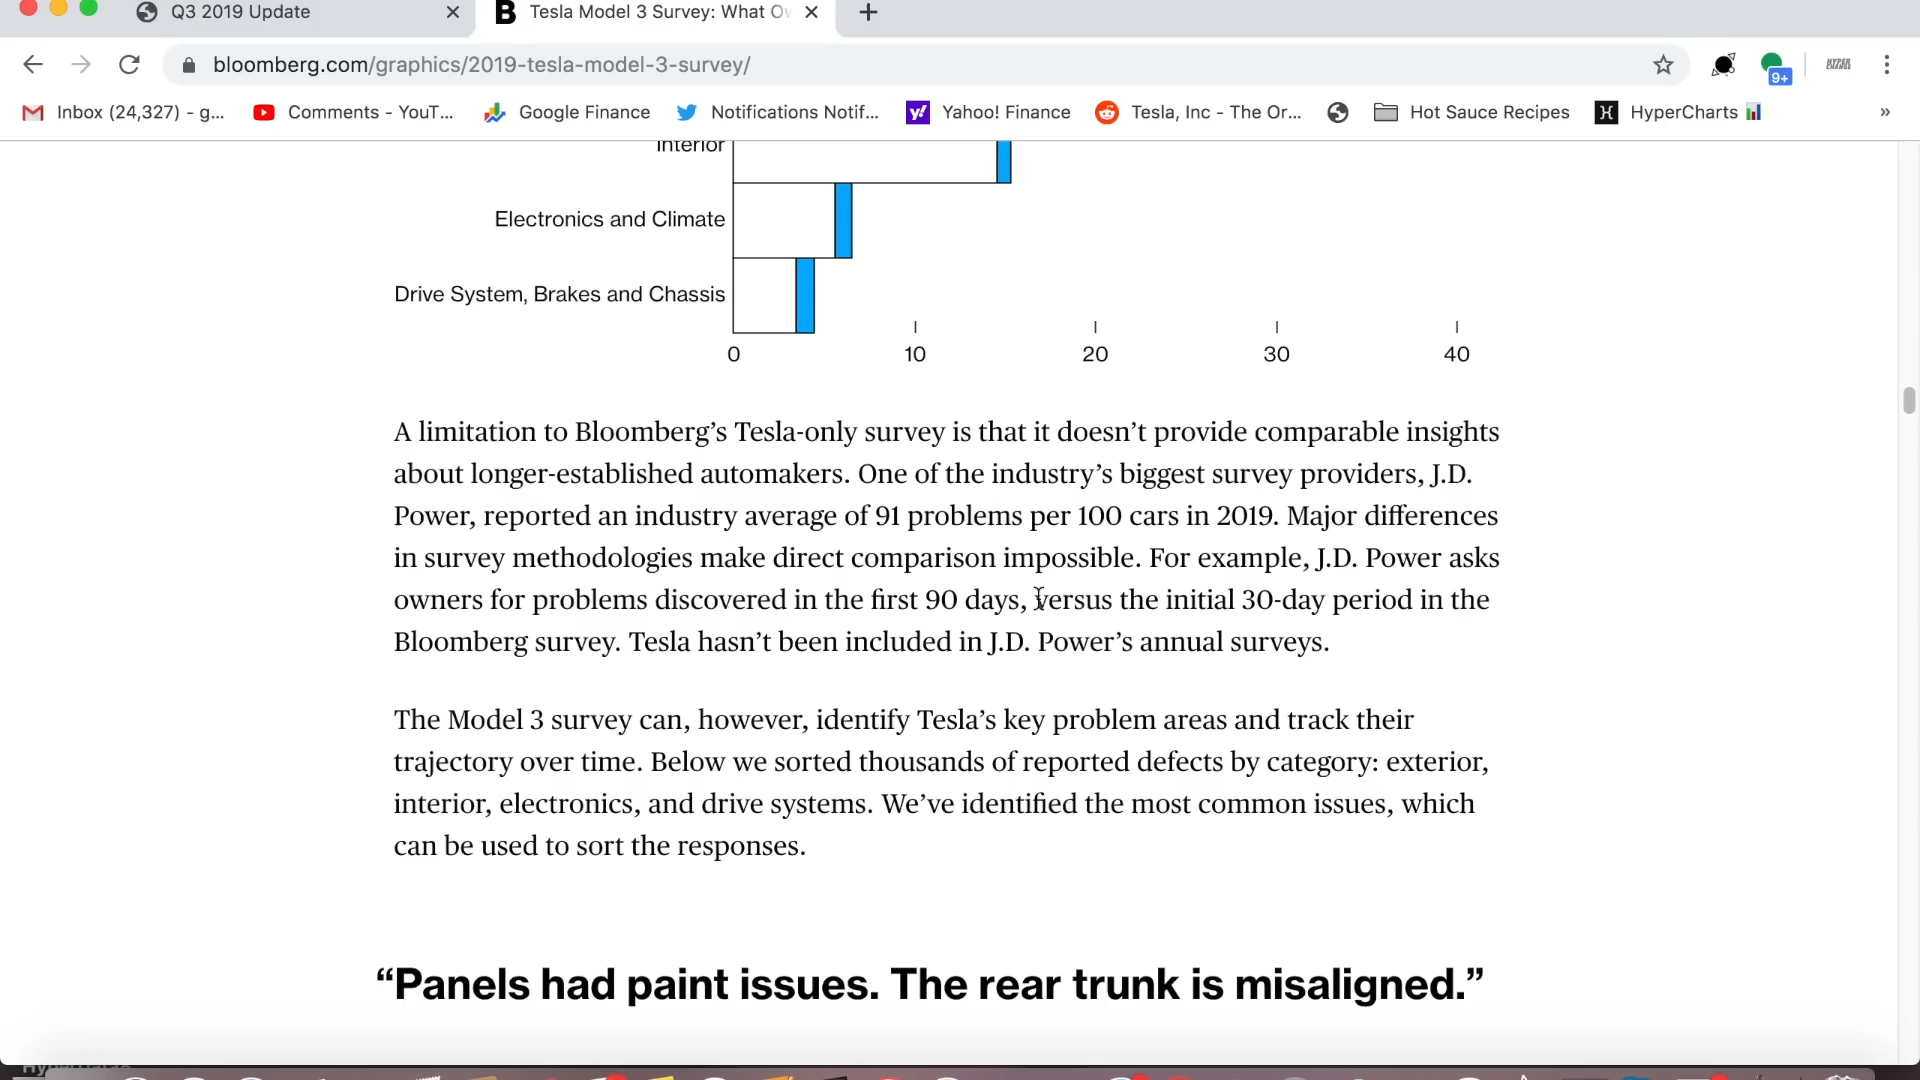 Q3 2019 Update
B Tesla Model 3 Survey: What Ow
bloomberg.com/graphics/2019-tesla-model-3-survey/
9+
HYPER
CHANGE
Inbox (24,327) - g...
Comments - YouT...
Google Finance
Notifications Notif...
Yahoo! Finance
Tesla, Inc - The Or...
Hot Sauce Recipes
HyperCharts
Interior
Electronics and Climate
Drive System, Brakes and Chassis
0 10 20 30 40
A limitation to Bloomberg’s Tesla-only survey is that it doesn’t provide comparable insights
about longer-established automakers. One of the industry’s biggest survey providers, J.D.
Power, reported an industry average of 91 problems per 100 cars in 2019. Major differences
in survey methodologies make direct comparison impossible. For example, J.D. Power asks
owners for problems discovered in the first 90 days, versus the initial 30-day period in the
Bloomberg survey. Tesla hasn’t been included in J.D. Power’s annual surveys.
The Model 3 survey can, however, identify Tesla’s key problem areas and track their
trajectory over time. Below we sorted thousands of reported defects by category: exterior,
interior, electronics, and drive systems. We’ve identified the most common issues, which
can be used to sort the responses.
“Panels had paint issues. The rear trunk is misaligned.”